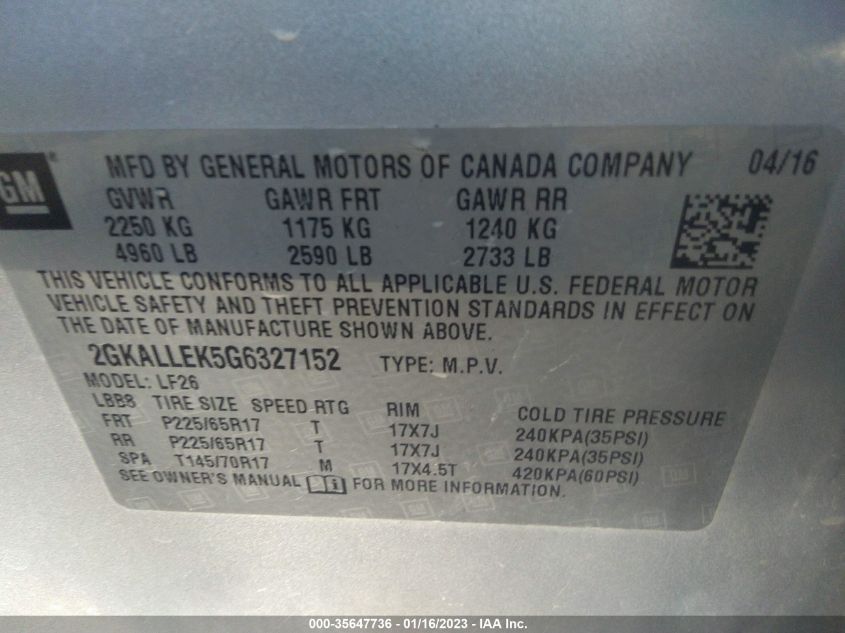 GM ®
MFD BY GENERAL MOTORS OF CANADA COMPANY 04/16
GVWR GAWR FRT GAWR RR
2250 KG 1175 KG 1240 KG
4960 LB 2590 LB 2733 LB
THIS VEHICLE CONFORMS TO ALL APPLICABLE U.S. FEDERAL MOTOR
VEHICLE SAFETY AND THEFT PREVENTION STANDARDS IN EFFECT ON
THE DATE OF MANUFACTURE SHOWN ABOVE.
2GKALLEK5G6327152 TYPE: M.P.V.
MODEL: LF26
LBB8 TIRE SIZE SPEED RTG RIM COLD TIRE PRESSURE
FRT P225/65R17 T 17X7J 240KPA(35PSI)
RR P225/65R17 T 17X7J 240KPA(35PSI)
SPA T145/70R17 M 17X4.5T 420KPA(60PSI)
SEE OWNER'S MANUAL FOR MORE INFORMATION.
000-35647736 - 01/16/2023 - IAA Inc.